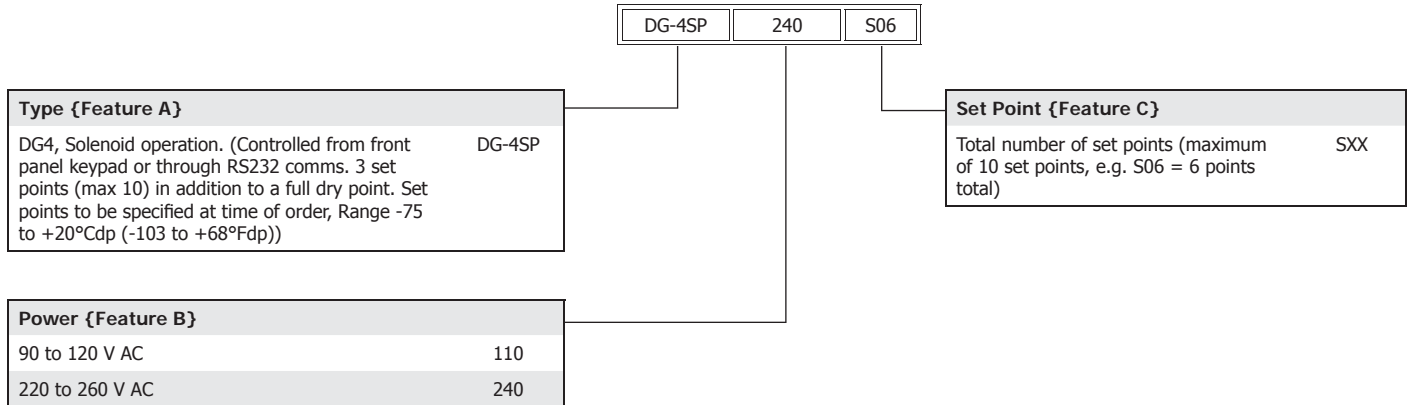 DG-4SP 240 S06
Type {Feature A}
DG4, Solenoid operation. (Controlled from front DG-4SP
panel keypad or through RS232 comms. 3 set
points (max 10) in addition to a full dry point. Set
points to be specified at time of order, Range -75
to +20°Cdp (-103 to +68°Fdp))
Set Point {Feature C}
Total number of set points (maximum SXX
of 10 set points, e.g. S06 = 6 points
total)
Power {Feature B}
90 to 120 V AC 110
220 to 260 V AC 240